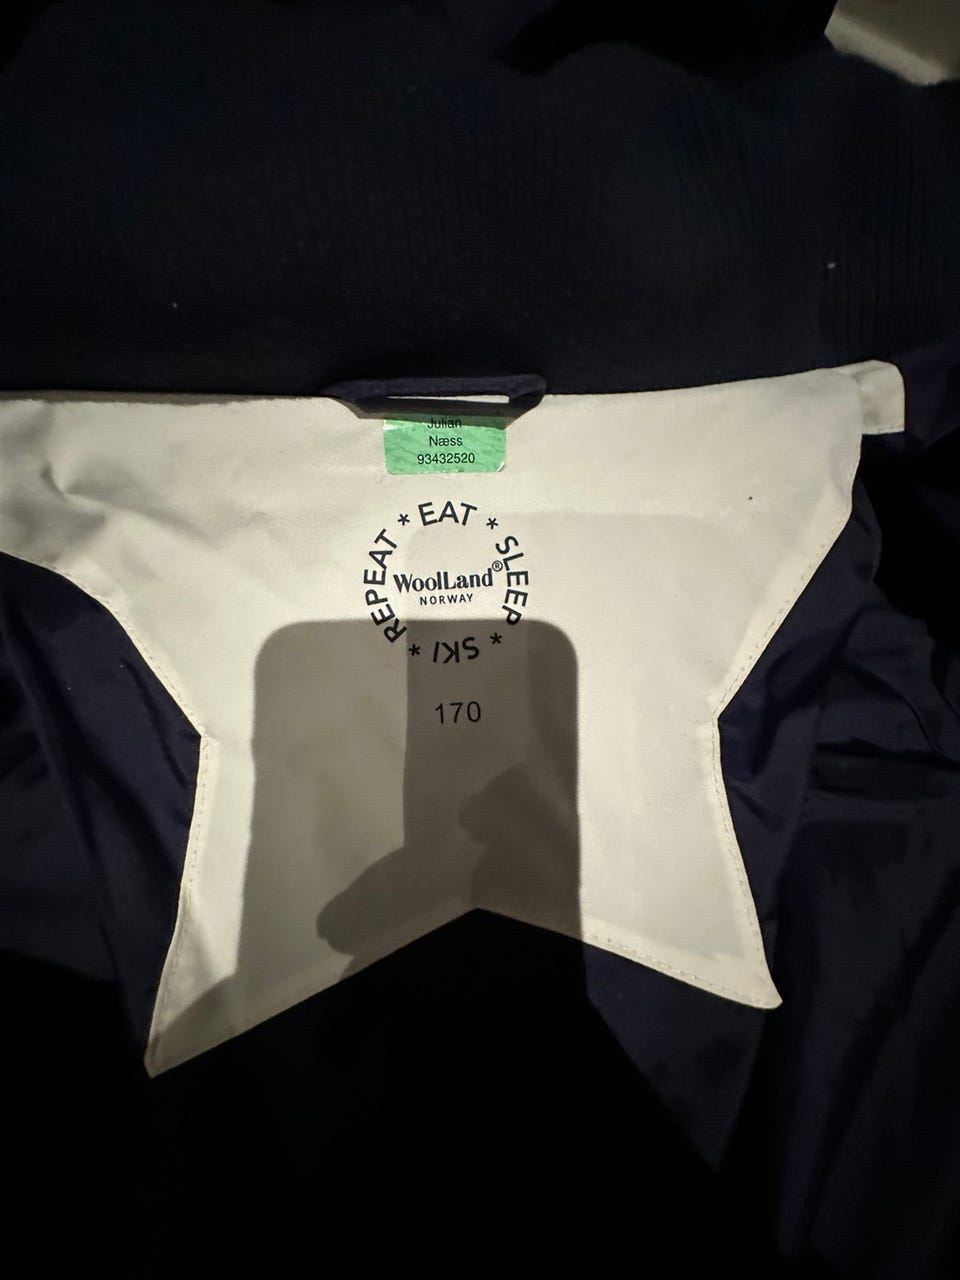 Julian
Næss
93432520
* EAT * SLEEP * SKI * REPEAT
WoolLand®
NORWAY
170